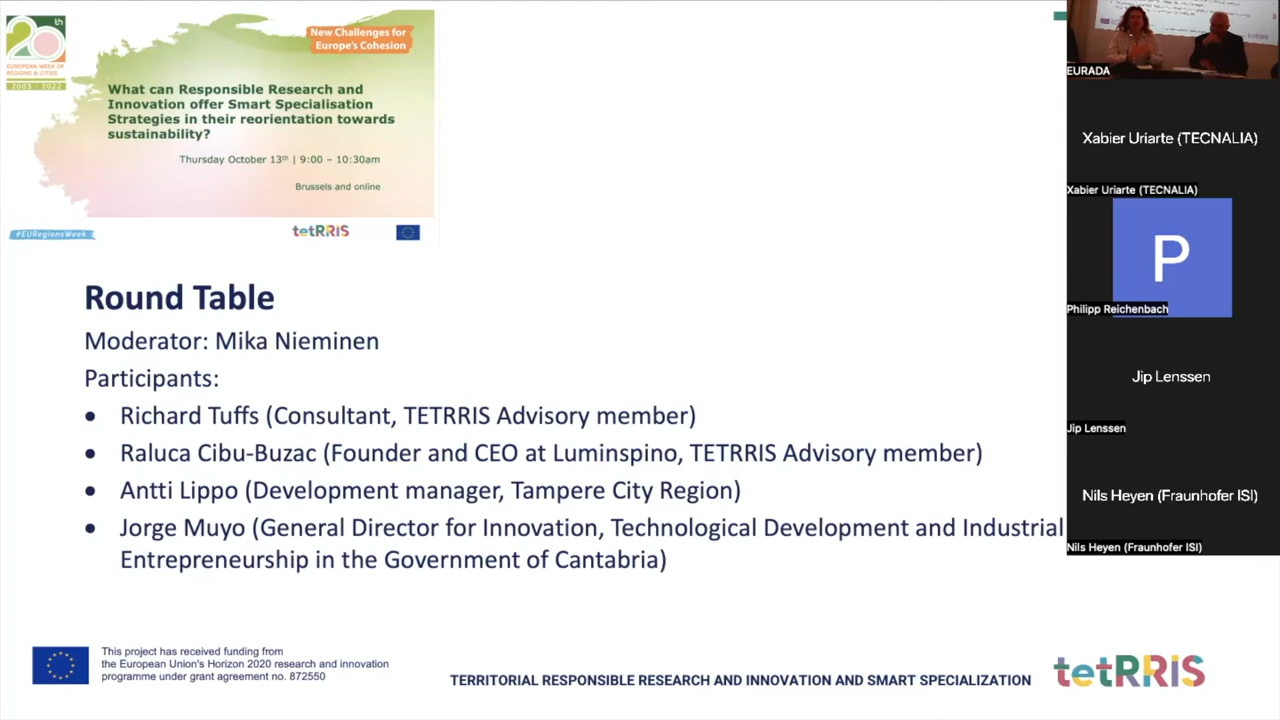 20th
EUROPEAN WEEK OF
REGIONS & CITIES
2003 - 2022
New Challenges for
Europe's Cohesion
What can Responsible Research and
Innovation offer Smart Specialisation
Strategies in their reorientation towards
sustainability?
Thursday October 13th | 9:00 – 10:30am
Brussels and online
#EURegionsWeek
tetRRIS
Round Table
Moderator: Mika Nieminen
Participants:
• Richard Tuffs (Consultant, TETRRIS Advisory member)
• Raluca Cibu-Buzac (Founder and CEO at Luminspino, TETRRIS Advisory member)
• Antti Lippo (Development manager, Tampere City Region)
• Jorge Muyo (General Director for Innovation, Technological Development and Industrial
Entrepreneurship in the Government of Cantabria)
This project has received funding from
the European Union's Horizon 2020 research and innovation
programme under grant agreement no. 872550
TERRITORIAL RESPONSIBLE RESEARCH AND INNOVATION AND SMART SPECIALIZATION
tetRRIS
EURADA
Xabier Uriarte (TECNALIA)
Xabier Uriarte (TECNALIA)
P
Philipp Reichenbach
Jip Lenssen
Jip Lenssen
Nils Heyen (Fraunhofer ISI)
Nils Heyen (Fraunhofer ISI)